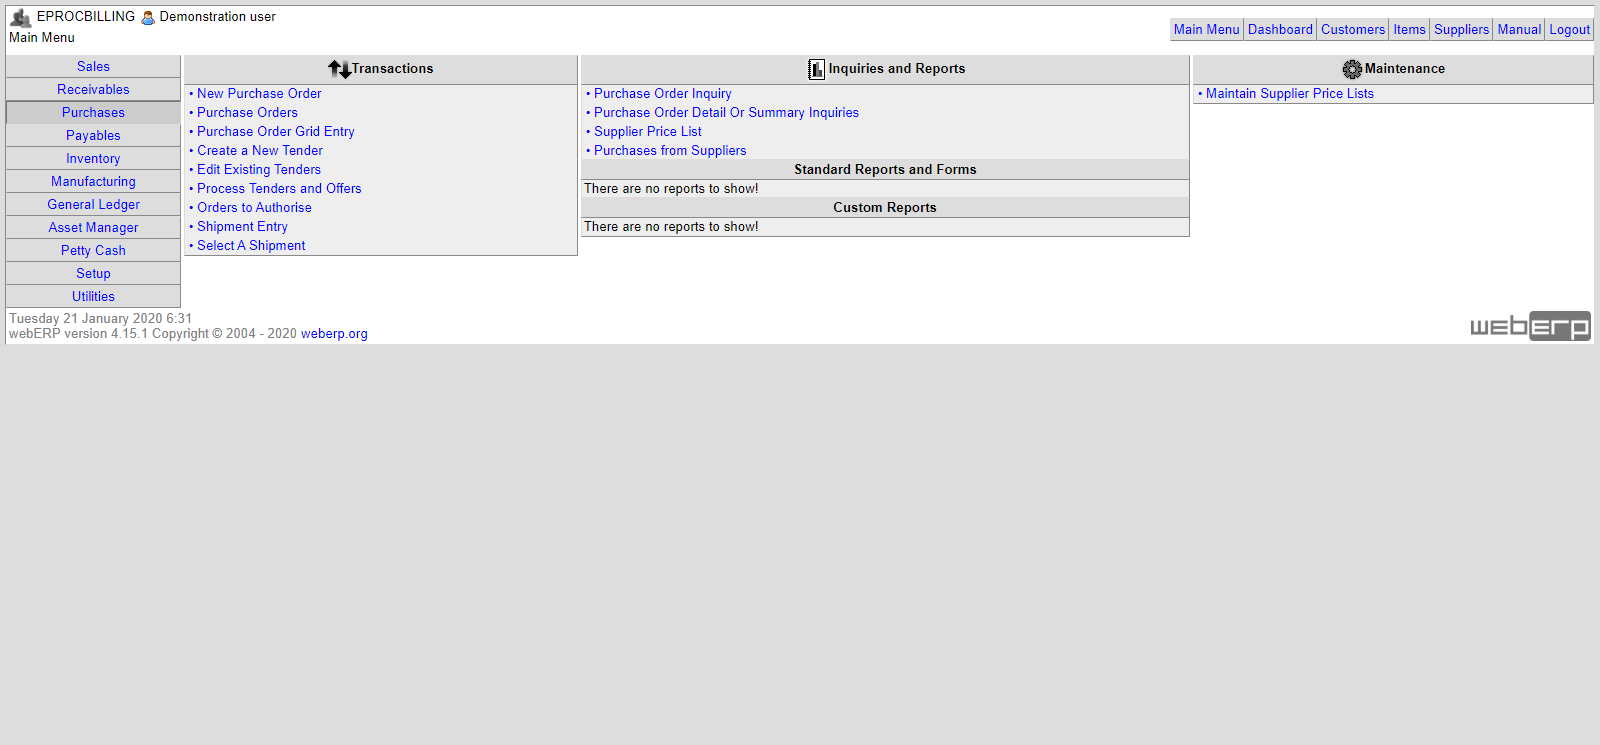 EPROCBILLING Demonstration user
Main Menu
Main Menu Dashboard Customers Items Suppliers Manual Logout
Sales
Receivables
Purchases
Payables
Inventory
Manufacturing
General Ledger
Asset Manager
Petty Cash
Setup
Utilities
Transactions
• New Purchase Order
• Purchase Orders
• Purchase Order Grid Entry
• Create a New Tender
• Edit Existing Tenders
• Process Tenders and Offers
• Orders to Authorise
• Shipment Entry
• Select A Shipment
Inquiries and Reports
• Purchase Order Inquiry
• Purchase Order Detail Or Summary Inquiries
• Supplier Price List
• Purchases from Suppliers
Standard Reports and Forms
There are no reports to show!
Custom Reports
There are no reports to show!
Maintenance
• Maintain Supplier Price Lists
Tuesday 21 January 2020 6:31
webERP version 4.15.1 Copyright © 2004 - 2020 weberp.org
weberp